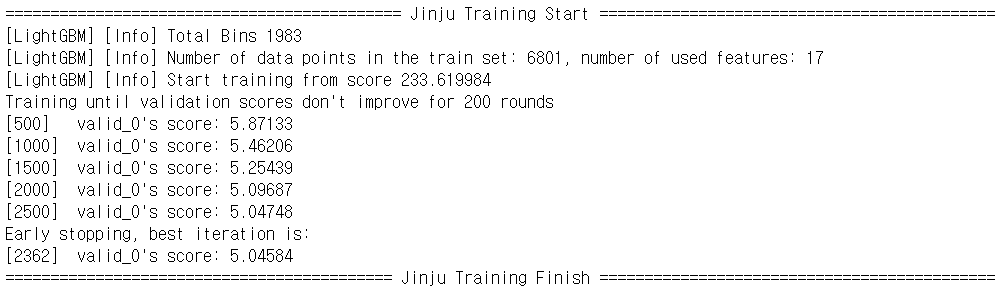 ============================================ Jinju Training Start ============================================
[LightGBM] [Info] Total Bins 1983
[LightGBM] [Info] Number of data points in the train set: 6801, number of used features: 17
[LightGBM] [Info] Start training from score 233.619984
Training until validation scores don't improve for 200 rounds
[500]	valid_0's score: 5.87133
[1000]	valid_0's score: 5.46206
[1500]	valid_0's score: 5.25439
[2000]	valid_0's score: 5.09687
[2500]	valid_0's score: 5.04748
Early stopping, best iteration is:
[2362]	valid_0's score: 5.04584
=========================================== Jinju Training Finish ============================================